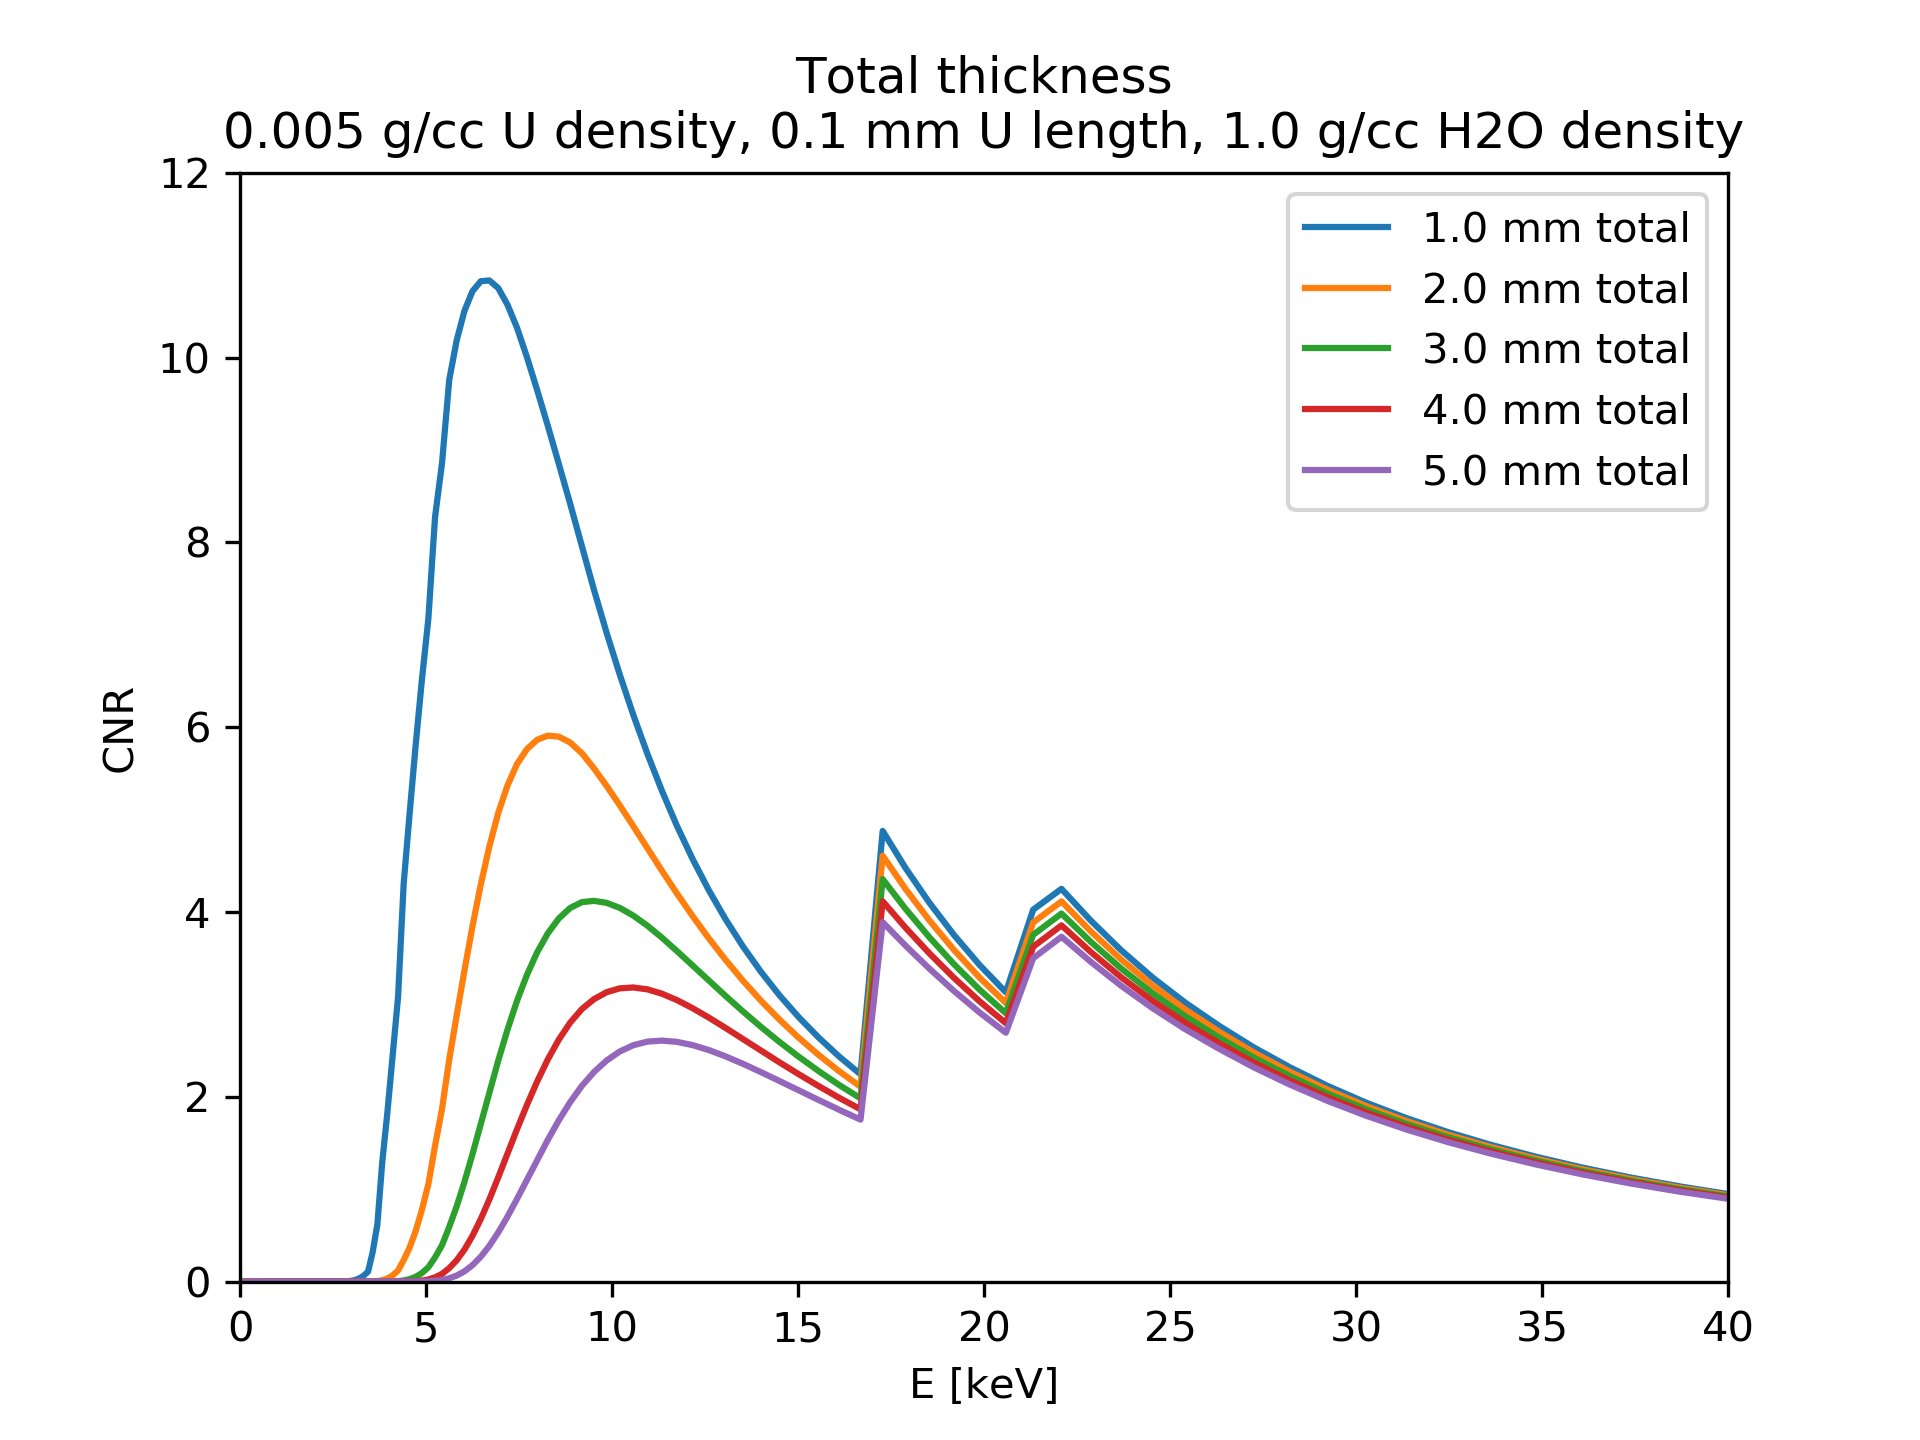 Total thickness
0.005 g/cc U density, 0.1 mm U length, 1.0 g/cc H2O density
12
10
8
6
4
2
0
CNR
1.0 mm total
2.0 mm total
3.0 mm total
4.0 mm total
5.0 mm total
0 5 10 15 20 25 30 35 40
E [keV]